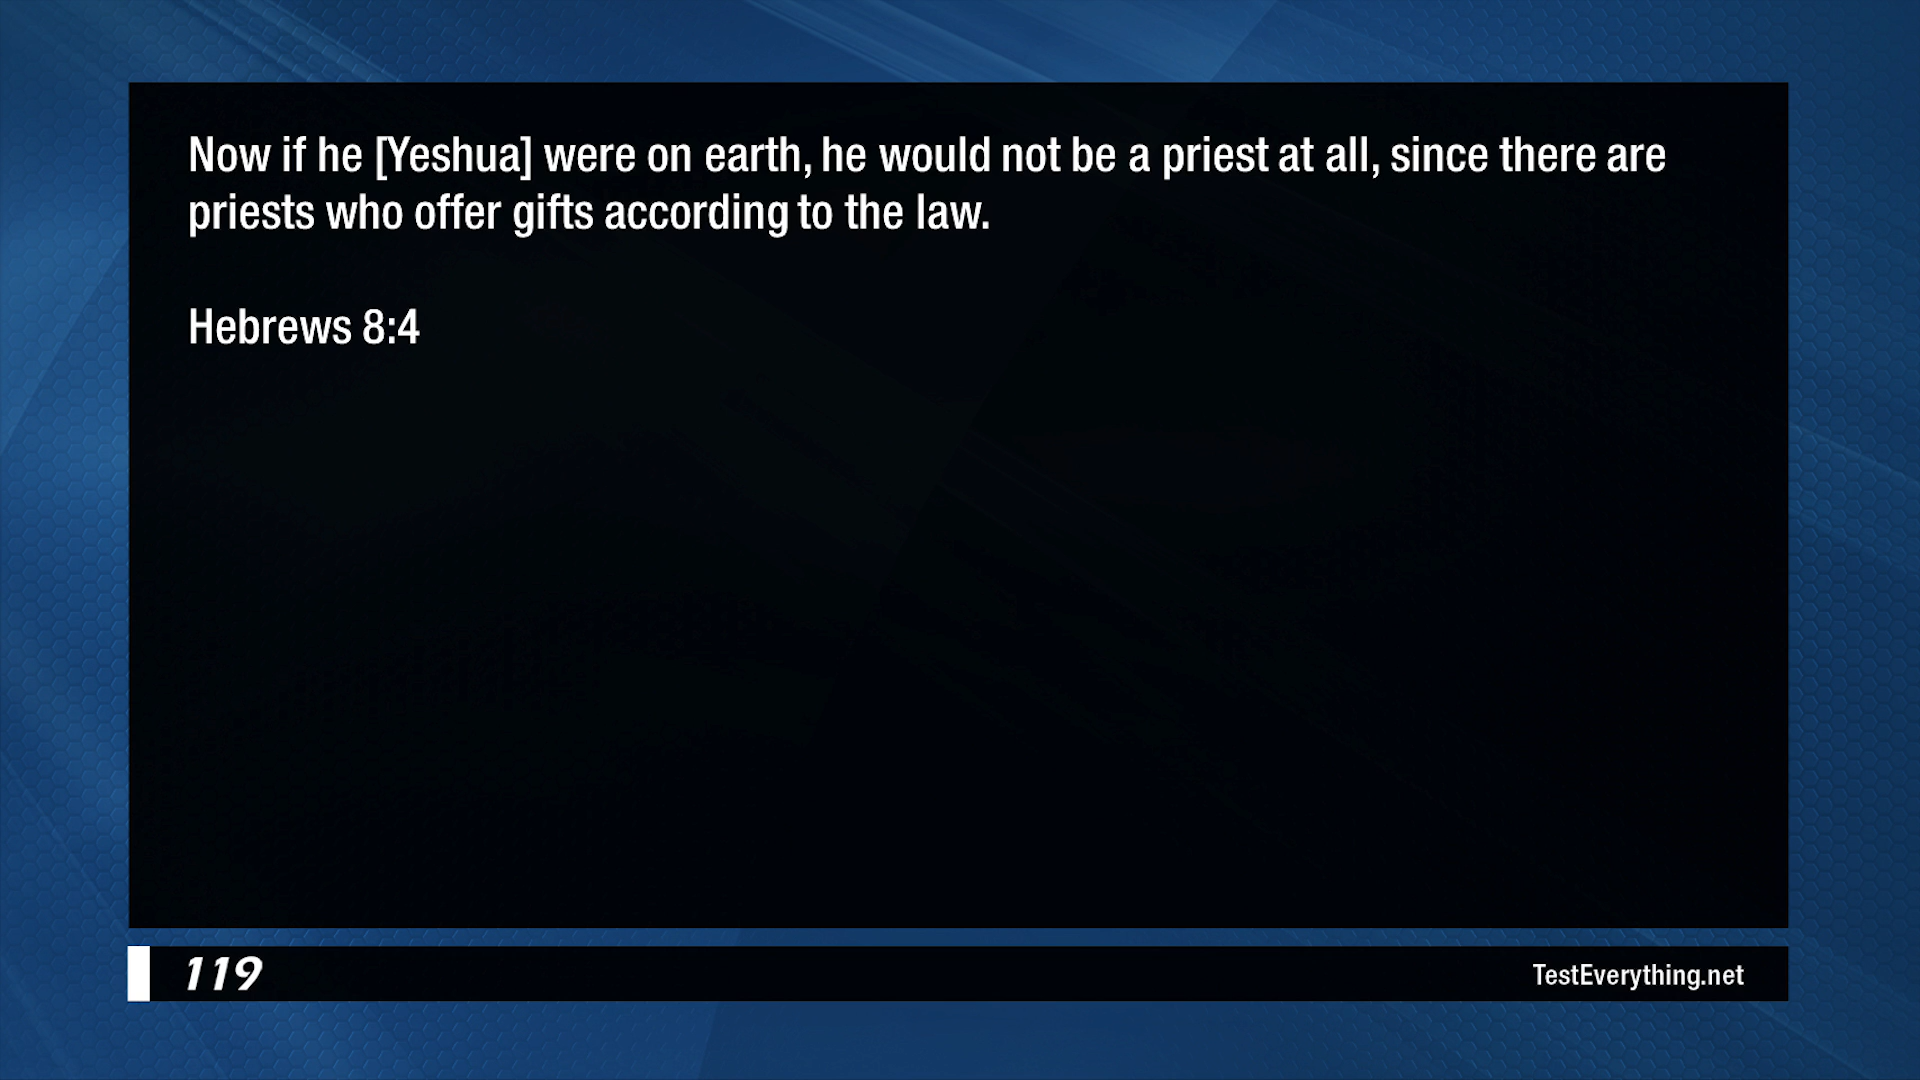 Now if he [Yeshua] were on earth, he would not be a priest at all, since there are
priests who offer gifts according to the law.
Hebrews 8:4
119
TestEverything.net